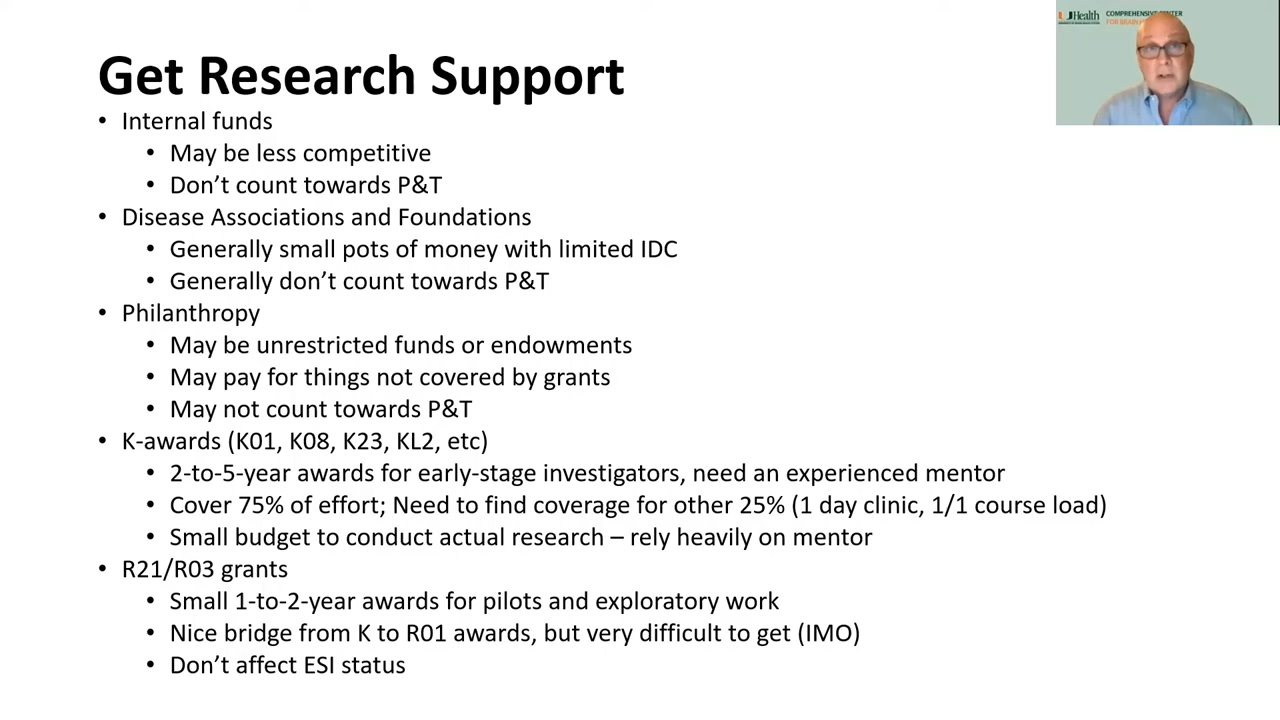 Get Research Support
• Internal funds
• May be less competitive
• Don’t count towards P&T
• Disease Associations and Foundations
• Generally small pots of money with limited IDC
• Generally don’t count towards P&T
• Philanthropy
• May be unrestricted funds or endowments
• May pay for things not covered by grants
• May not count towards P&T
• K-awards (K01, K08, K23, KL2, etc)
• 2-to-5-year awards for early-stage investigators, need an experienced mentor
• Cover 75% of effort; Need to find coverage for other 25% (1 day clinic, 1/1 course load)
• Small budget to conduct actual research – rely heavily on mentor
• R21/R03 grants
• Small 1-to-2-year awards for pilots and exploratory work
• Nice bridge from K to R01 awards, but very difficult to get (IMO)
• Don’t affect ESI status
UHealth
COMPREHENSIVE CENTER
FOR BRAIN